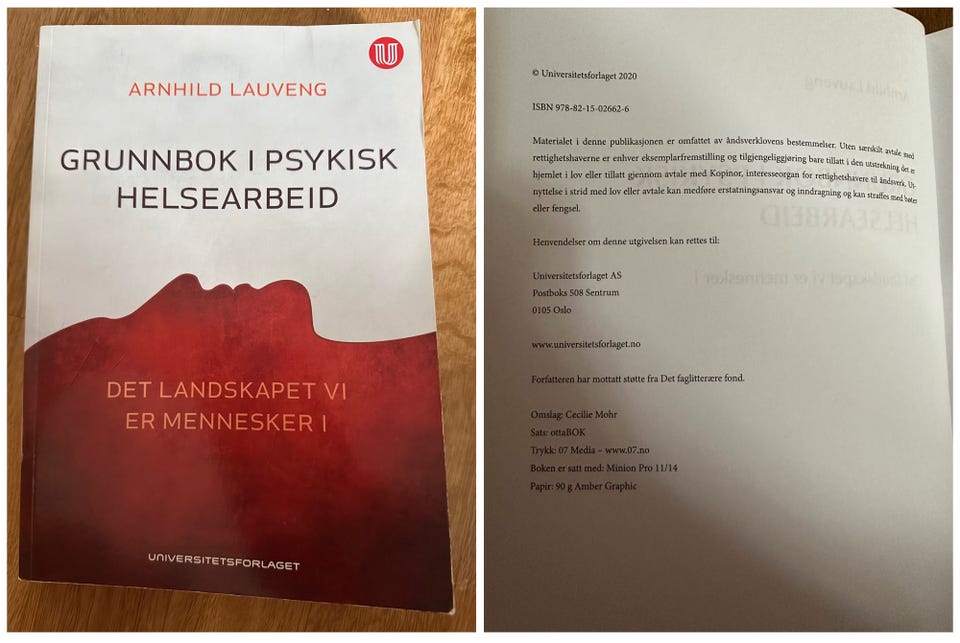 ARNHILD LAUVENG
GRUNNBOK I PSYKISK
HELSEARBEID
DET LANDSKAPET VI
ER MENNESKER I
UNIVERSITETSFORLAGET
© Universitetsforlaget 2020
ISBN 978-82-15-02662-6
Materialet i denne publikasjonen er omfattet av åndsverklovens bestemmelser. Uten særskilt avtale med
rettighetshaverne er enhver eksemplarfremstilling og tilgjengeliggjøring bare tillatt i den utstrekning det er
hjemlet i lov eller tillatt gjennom avtale med Kopinor, interesseorgan for rettighetshavere til åndsverk. Ut-
nyttelse i strid med lov eller avtale kan medføre erstatningsansvar og inndragning og kan straffes med bøter
eller fengsel.
Henvendelser om denne utgivelsen kan rettes til:
Universitetsforlaget AS
Postboks 508 Sentrum
0105 Oslo
www.universitetsforlaget.no
Forfatteren har mottatt støtte fra Det faglitterære fond.
Omslag: Cecilie Mohr
Sats: ottaBOK
Trykk: 07 Media – www.07.no
Boken er satt med: Minion Pro 11/14
Papir: 90 g Amber Graphic